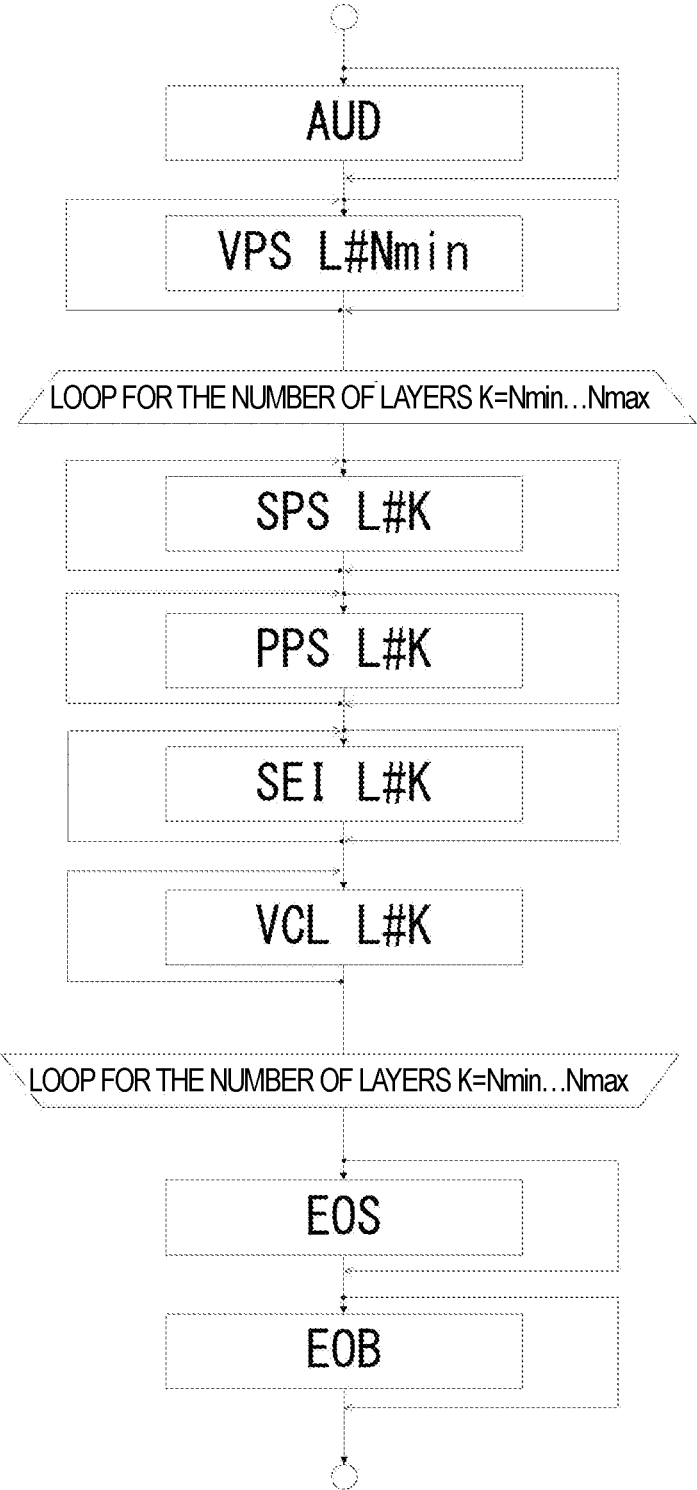 AUD
VPS L#Nmin
LOOP FOR THE NUMBER OF LAYERS K=Nmin...Nmax
SPS L#K
PPS L#K
SEI L#K
VCL L#K
LOOP FOR THE NUMBER OF LAYERS K=Nmin...Nmax
EOS
EOB